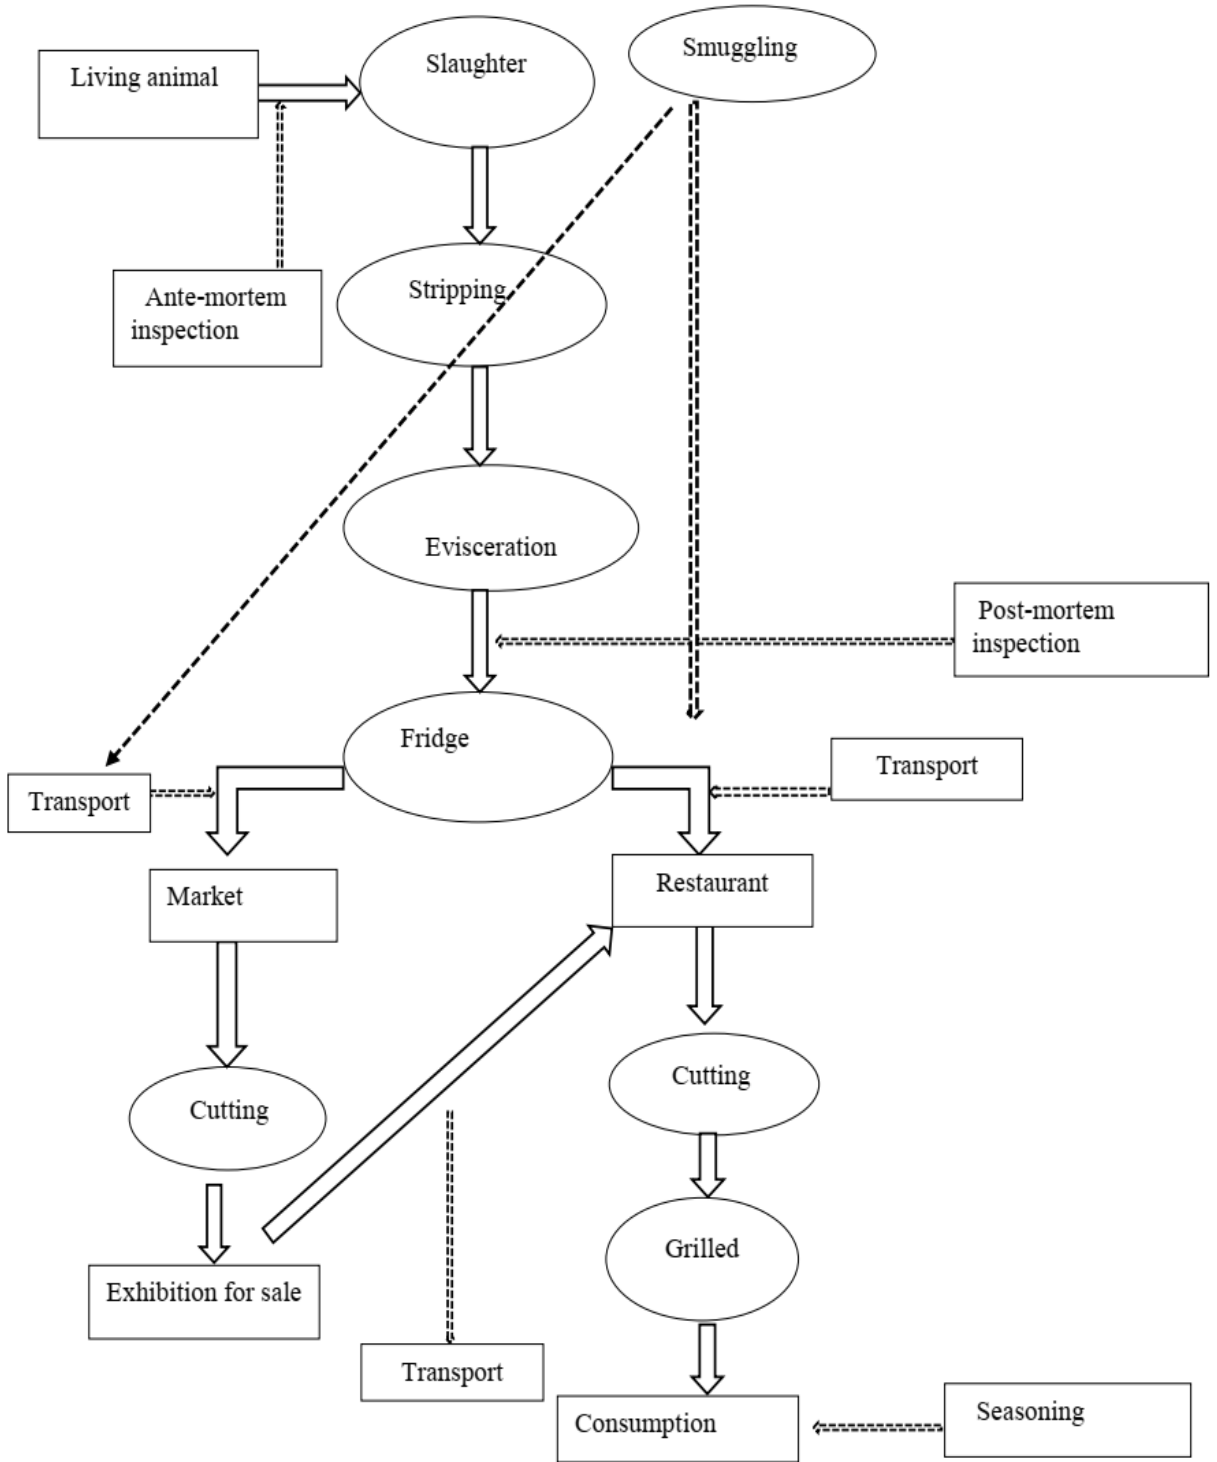 Smuggling
Slaughter
Living animal
Stripping
Ante-mortem
inspection
Evisceration
Post-mortem
inspection
Fridge
Transport
Transport
Market
Restaurant
Cutting
Cutting
Grilled
Exhibition for sale
Transport
Seasoning
Consumption